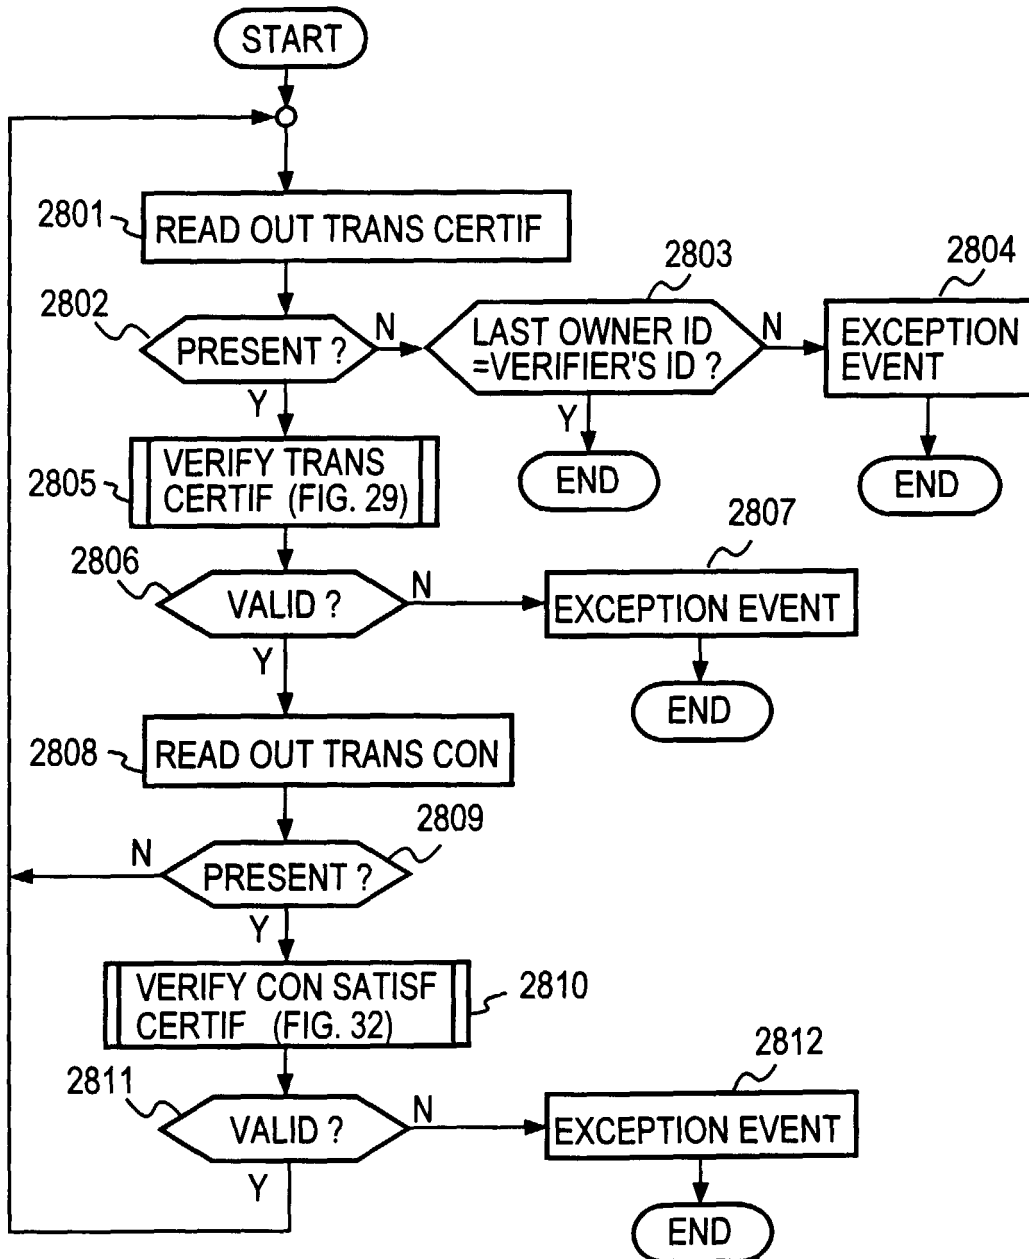 START
2801
READ OUT TRANS CERTIF
2802
PRESENT ?
N
Y
2803
LAST OWNER ID
=VERIFIER'S ID ?
N
Y
END
2804
EXCEPTION
EVENT
END
2805
VERIFY TRANS
CERTIF (FIG. 29)
2806
VALID ?
N
Y
2807
EXCEPTION EVENT
END
2808
READ OUT TRANS CON
2809
PRESENT ?
N
Y
VERIFY CON SATISF
CERTIF (FIG. 32)
2810
2811
VALID ?
N
Y
2812
EXCEPTION EVENT
END